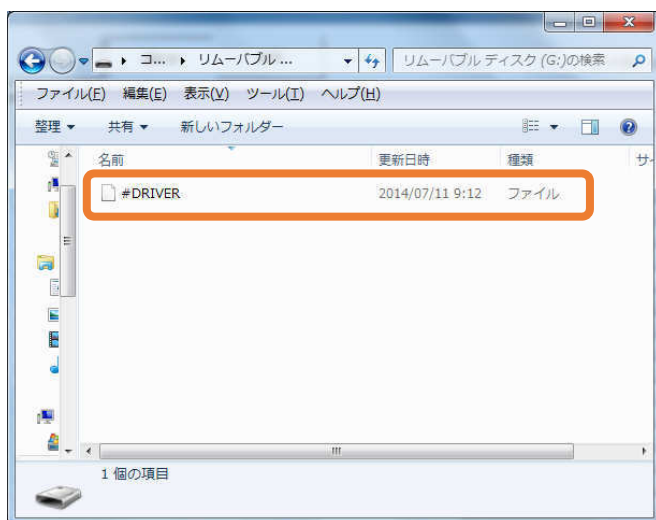 コ... リムーバブル ... リムーバブル ディスク (G:)の検索
ファイル(F) 編集(E) 表示(V) ツール(T) ヘルプ(H)
整理 共有 新しいフォルダー
名前 更新日時 種類 サ
#DRIVER 2014/07/11 9:12 ファイル
1 個の項目